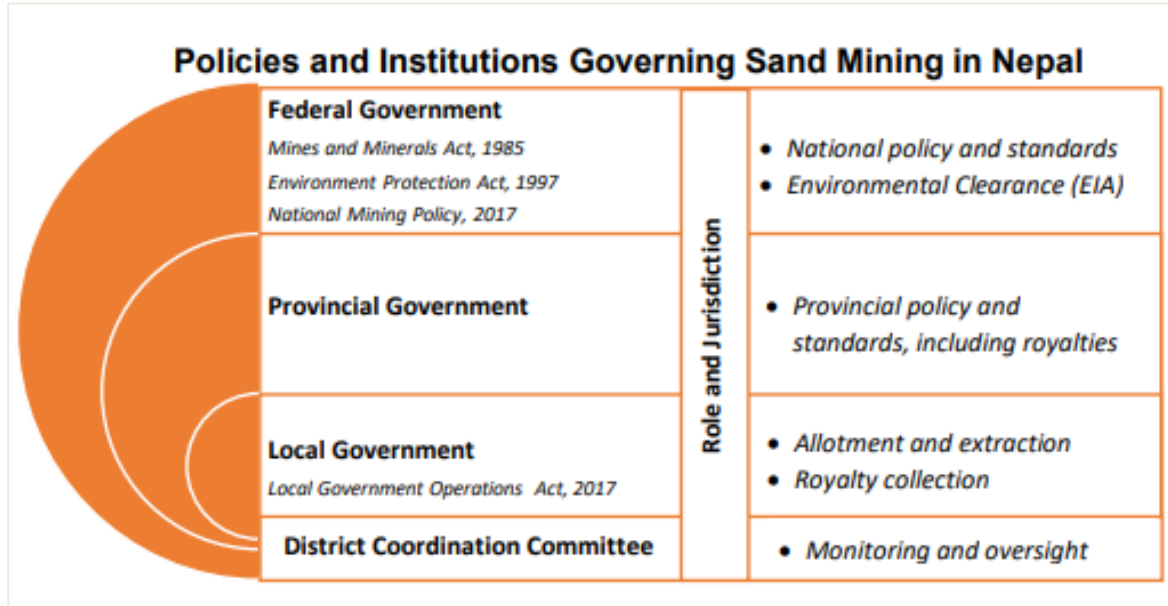 Policies and Institutions Governing Sand Mining in Nepal
Federal Government
Mines and Minerals Act, 1985
Environment Protection Act, 1997
National Mining Policy, 2017
Role and Jurisdiction
• National policy and standards
• Environmental Clearance (EIA)
Provincial Government
• Provincial policy and
standards, including royalties
Local Government
Local Government Operations Act, 2017
• Allotment and extraction
• Royalty collection
District Coordination Committee
• Monitoring and oversight